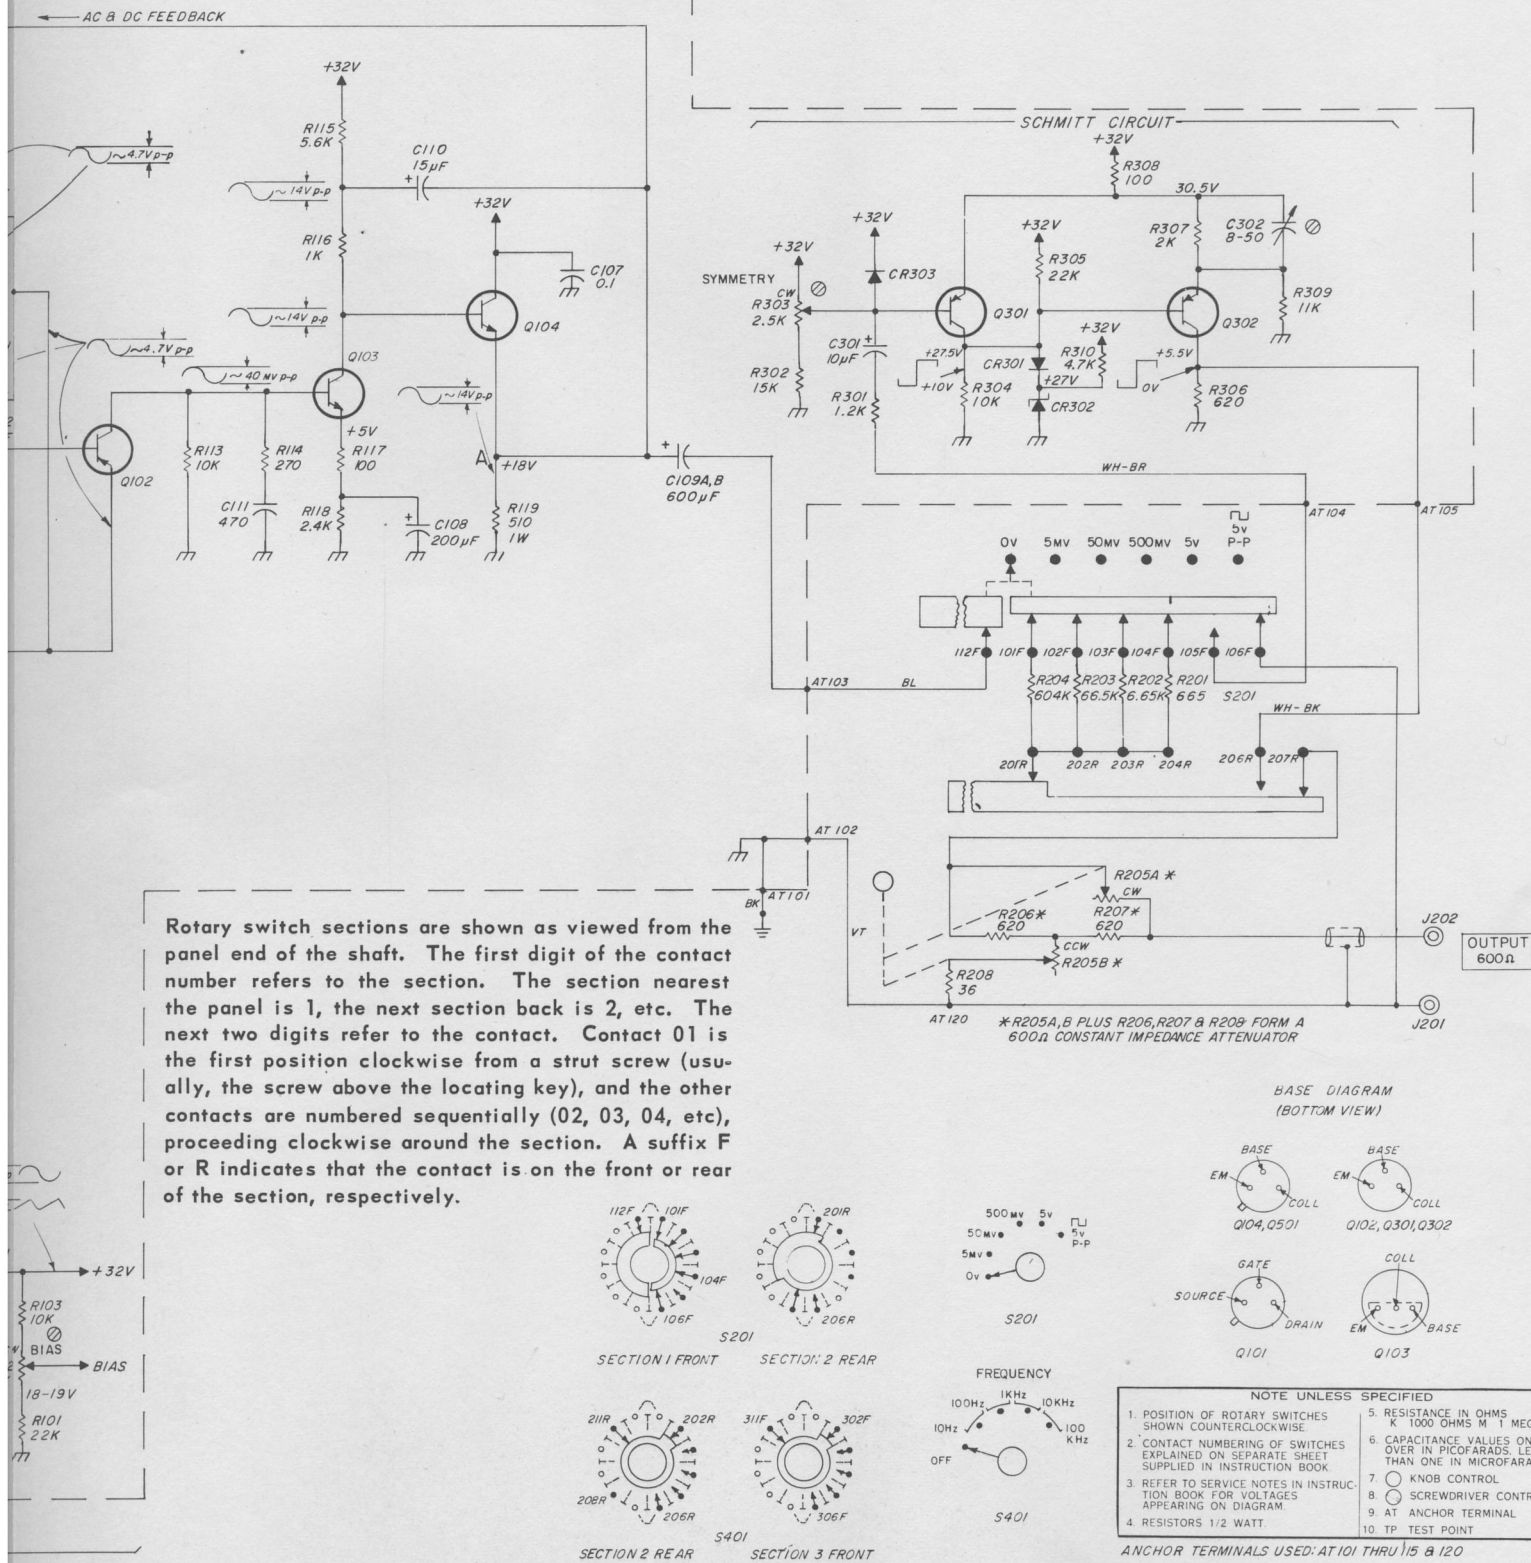 AC & DC FEEDBACK
+32V
R115
5.6K
~4.7V p-p
C110
15µF
~14V p-p
+32V
R116
1K
C107
0.1
~14V p-p
Q104
~4.7V p-p
Q103
~40 MV p-p
~14V p-p
+5V
R113
10K
R114
270
R117
100
A
+18V
Q102
C111
470
R118
2.4K
C108
200µF
R119
510
1W
C109A,B
600µF
SCHMITT CIRCUIT
+32V
R308
100
30.5V
+32V
+32V
R307
2K
C302
8-50
+32V
SYMMETRY
CW
R303
2.5K
CR303
R305
22K
R309
11K
Q301
Q302
+32V
C301
10µF
+27.5V
CR301
R310
4.7K
+5.5V
R302
15K
+10V
+27V
0V
R301
1.2K
R304
10K
CR302
R306
620
WH-BR
AT104
AT105
5V
0V 5MV 50MV 500MV 5V P-P
112F 101F 102F 103F 104F 105F 106F
AT103
BL
R204
604K
R203
66.5K
R202
6.65K
R201
665
S201
WH-BK
201R 202R 203R 204R 206R 207R
AT 102
AT101
BK
VT
R205A *
CW
R206*
620
R207*
620
J202
CCW
R205B *
OUTPUT
600Ω
R208
36
AT120
J201
*R205A,B PLUS R206,R207 & R208 FORM A
600Ω CONSTANT IMPEDANCE ATTENUATOR
Rotary switch sections are shown as viewed from the
panel end of the shaft. The first digit of the contact
number refers to the section. The section nearest
the panel is 1, the next section back is 2, etc. The
next two digits refer to the contact. Contact 01 is
the first position clockwise from a strut screw (usu-
ally, the screw above the locating key), and the other
contacts are numbered sequentially (02, 03, 04, etc),
proceeding clockwise around the section. A suffix F
or R indicates that the contact is on the front or rear
of the section, respectively.
BASE DIAGRAM
(BOTTOM VIEW)
BASE
EM
COLL
Q104,Q501
BASE
EM
COLL
Q102,Q301,Q302
GATE
SOURCE
DRAIN
Q101
COLL
EM
BASE
Q103
112F 101F
104F
106F
201R
206R
S201
SECTION 1 FRONT
SECTION 2 REAR
500MV 5V
50MV
5V
P-P
5MV
0V
S201
+32V
R103
10K
BIAS
BIAS
18-19V
R101
22K
211R 202R
208R
206R
311F 302F
306F
S401
SECTION 2 REAR
SECTION 3 FRONT
FREQUENCY
1KHz
100Hz
10KHz
10Hz
100
KHz
OFF
S401
NOTE UNLESS SPECIFIED
1. POSITION OF ROTARY SWITCHES
SHOWN COUNTERCLOCKWISE.
2. CONTACT NUMBERING OF SWITCHES
EXPLAINED ON SEPARATE SHEET
SUPPLIED IN INSTRUCTION BOOK.
3. REFER TO SERVICE NOTES IN INSTRUC-
TION BOOK FOR VOLTAGES
APPEARING ON DIAGRAM.
4. RESISTORS 1/2 WATT.
5. RESISTANCE IN OHMS
K 1000 OHMS M 1 MEG
6. CAPACITANCE VALUES ON
OVER IN PICOFARADS. LE
THAN ONE IN MICROFARA
7. KNOB CONTROL
8. SCREWDRIVER CONTR
9. AT ANCHOR TERMINAL
10. TP TEST POINT
ANCHOR TERMINALS USED: AT101 THRU 115 & 120